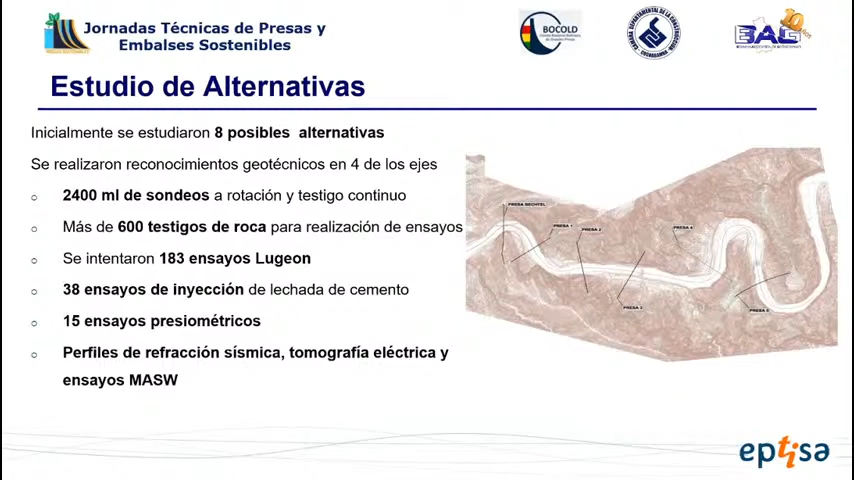 Jornadas Técnicas de Presas y
Embalses Sostenibles
BOCOLD
Estudio de Alternativas
Inicialmente se estudiaron 8 posibles alternativas
Se realizaron reconocimientos geotécnicos en 4 de los ejes
2400 ml de sondeos a rotación y testigo continuo
Más de 600 testigos de roca para realización de ensayos
Se intentaron 183 ensayos Lugeon
38 ensayos de inyección de lechada de cemento
15 ensayos presiométricos
Perfiles de refracción sísmica, tomografía eléctrica y
ensayos MASW
PRESA BECHTEL
PRESA 1
PRESA 2
PRESA 4
PRESA 3
PRESA 5
eptisa